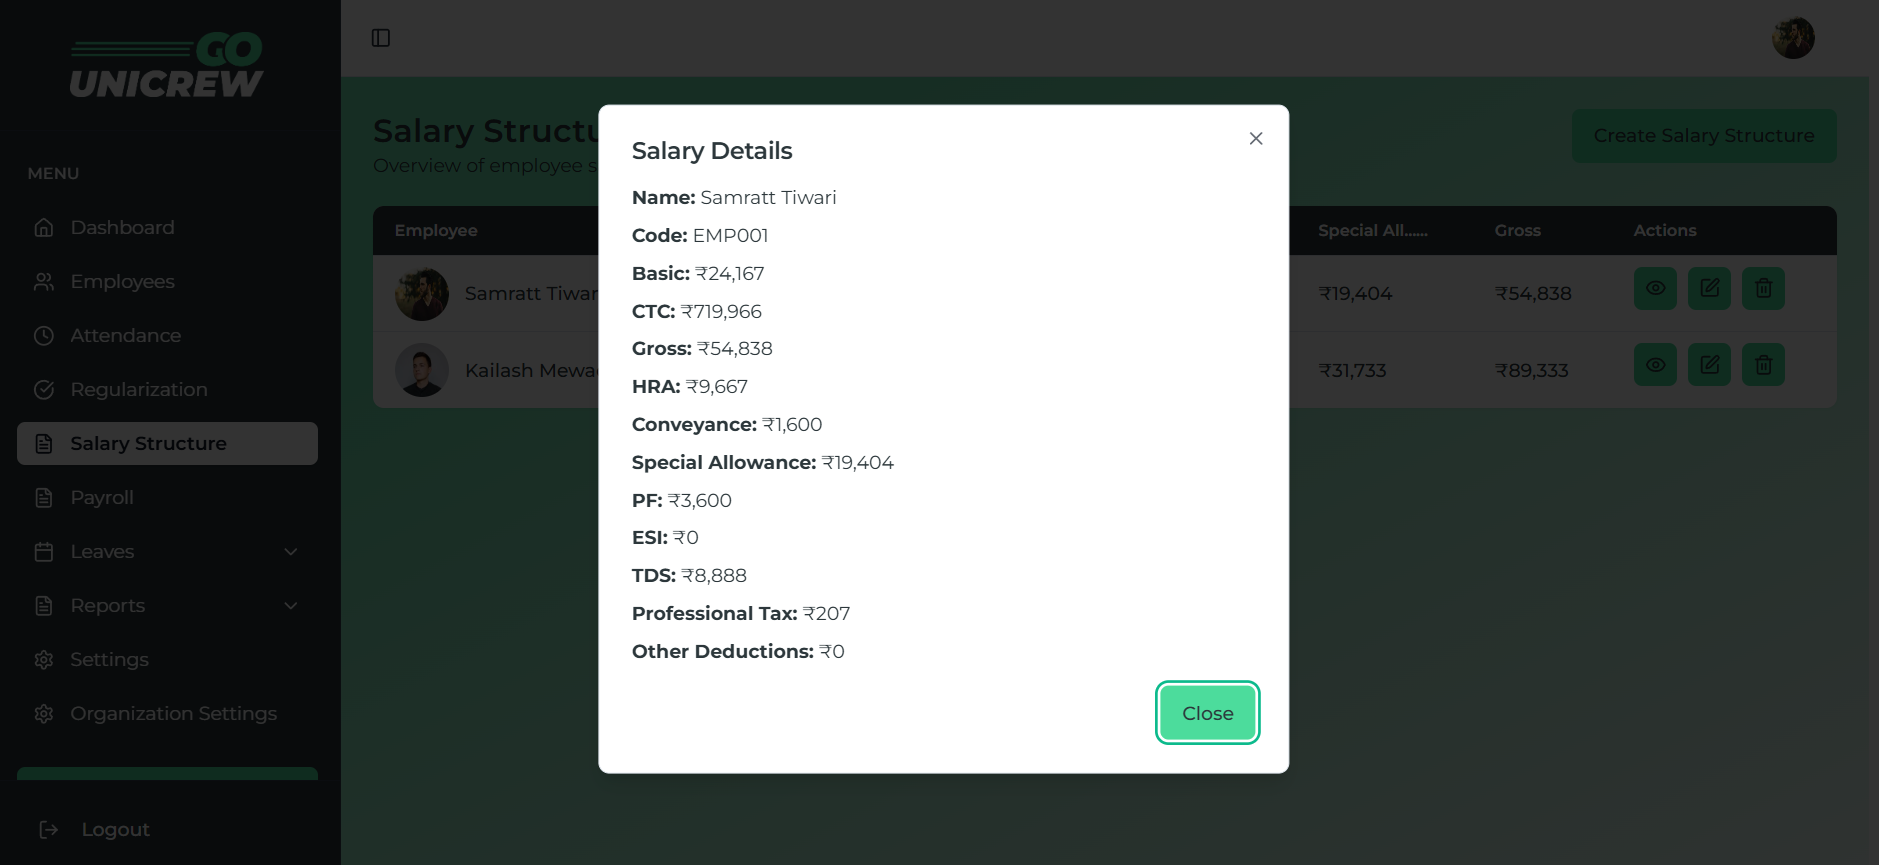 GO
UNICREW
MENU
Dashboard
Employees
Attendance
Regularization
Salary Structure
Payroll
Leaves
Reports
Settings
Organization Settings
Logout
Salary
Overview of employee
Create Salary Structure
Employee
Special All......
Gross
Actions
Samratt
₹19,404
₹54,838
Kailash
₹31,733
₹89,333
Salary Details
Name: Samratt Tiwari
Code: EMP001
Basic: ₹24,167
CTC: ₹719,966
Gross: ₹54,838
HRA: ₹9,667
Conveyance: ₹1,600
Special Allowance: ₹19,404
PF: ₹3,600
ESI: ₹0
TDS: ₹8,888
Professional Tax: ₹207
Other Deductions: ₹0
Close